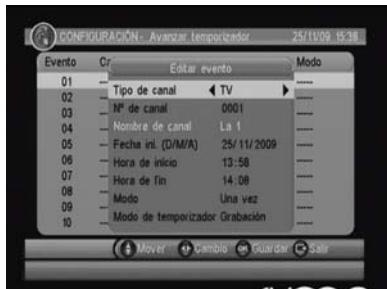 CONFIGURACIÓN - Avanzar temporizador 25/11/09 15:38
Evento Modo
Editar evento
01 -----
Tipo de canal TV
02 -----
Nº de canal 0001
03 -----
Nombre de canal La 1
04 -----
Fecha ini. (D/M/A) 25/11/2009
05 -----
Hora de inicio 13:58
06 -----
Hora de fin 14:08
07 -----
Modo Una vez
08 -----
Modo de temporizador Grabación
09 -----
10 -----
Mover Cambio OK Guardar Salir